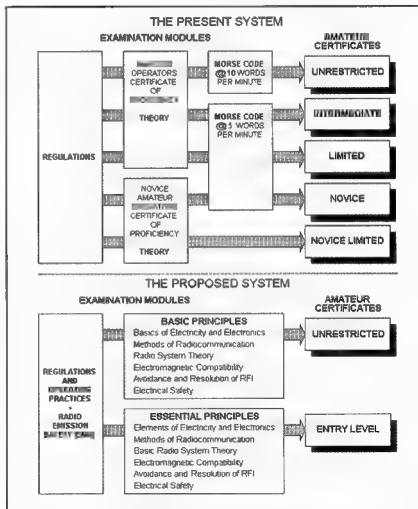 THE PRESENT SYSTEM
EXAMINATION MODULES
AMATEUR
CERTIFICATES
REGULATIONS
OPERATORS
CERTIFICATE
OF
THEORY
MORSE CODE
@ 10 WORDS
PER MINUTE
MORSE CODE
@ 5 WORDS
PER MINUTE
NOVICE
AMATEUR
CERTIFICATE
OF
PROFICIENCY
THEORY
UNRESTRICTED
INTERMEDIATE
LIMITED
NOVICE
NOVICE LIMITED
THE PROPOSED SYSTEM
EXAMINATION MODULES
AMATEUR
CERTIFICATES
REGULATIONS
AND
PRACTICES
+
RADIO
EMISSION
BASIC PRINCIPLES
Basics of Electricity and Electronics
Methods of Radiocommunication
Radio System Theory
Electromagnetic Compatibility
Avoidance and Resolution of RFI
Electrical Safety
UNRESTRICTED
ESSENTIAL PRINCIPLES
Elements of Electricity and Electronics
Methods of Radiocommunication
Basic Radio System Theory
Electromagnetic Compatibility
Avoidance and Resolution of RFI
Electrical Safety
ENTRY LEVEL